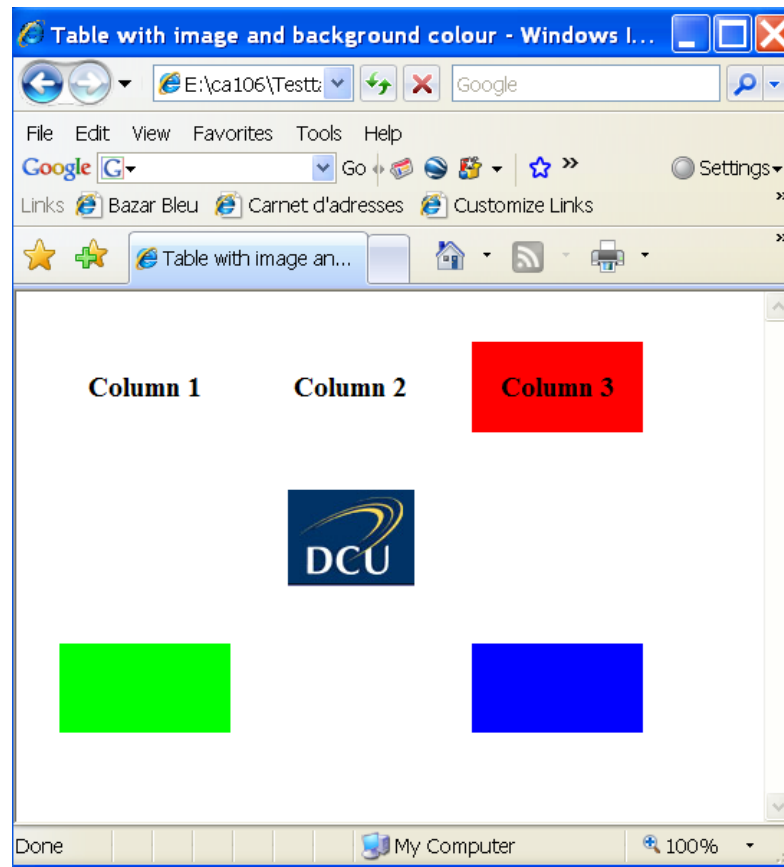 Table with image and background colour - Windows I...
E:\ca106\Testta
Google
File Edit View Favorites Tools Help
Google G Go » Settings
Links Bazar Bleu Carnet d'adresses Customize Links »
Table with image an... »
Column 1 Column 2 Column 3
DCU
Done My Computer 100%